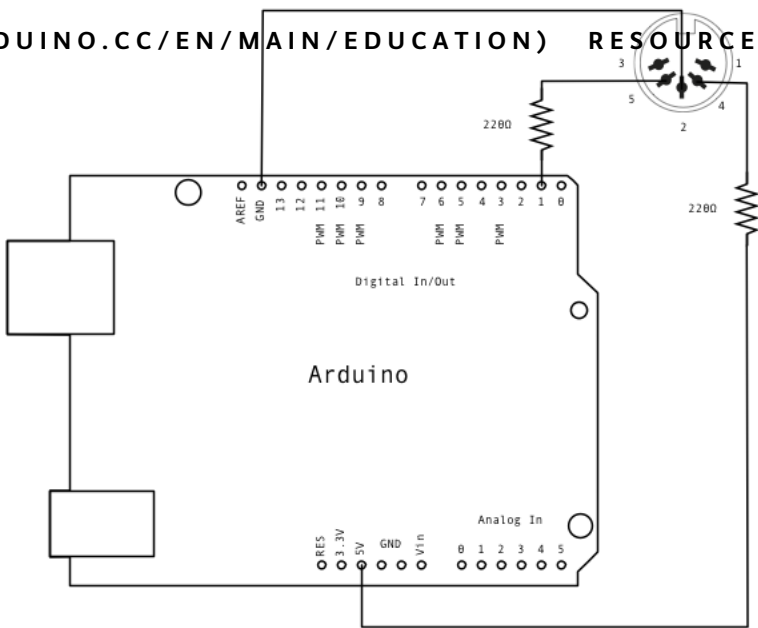 DUINO.CC/EN/MAIN/EDUCATION) RESOURCE
3
1
5
4
2
220Ω
220Ω
AREF GND 13 12 11 10 9 8 7 6 5 4 3 2 1 0
PWM PWM PWM PWM PWM PWM
Digital In/Out
Arduino
Analog In
RES 3.3V 5V GND Vin 0 1 2 3 4 5